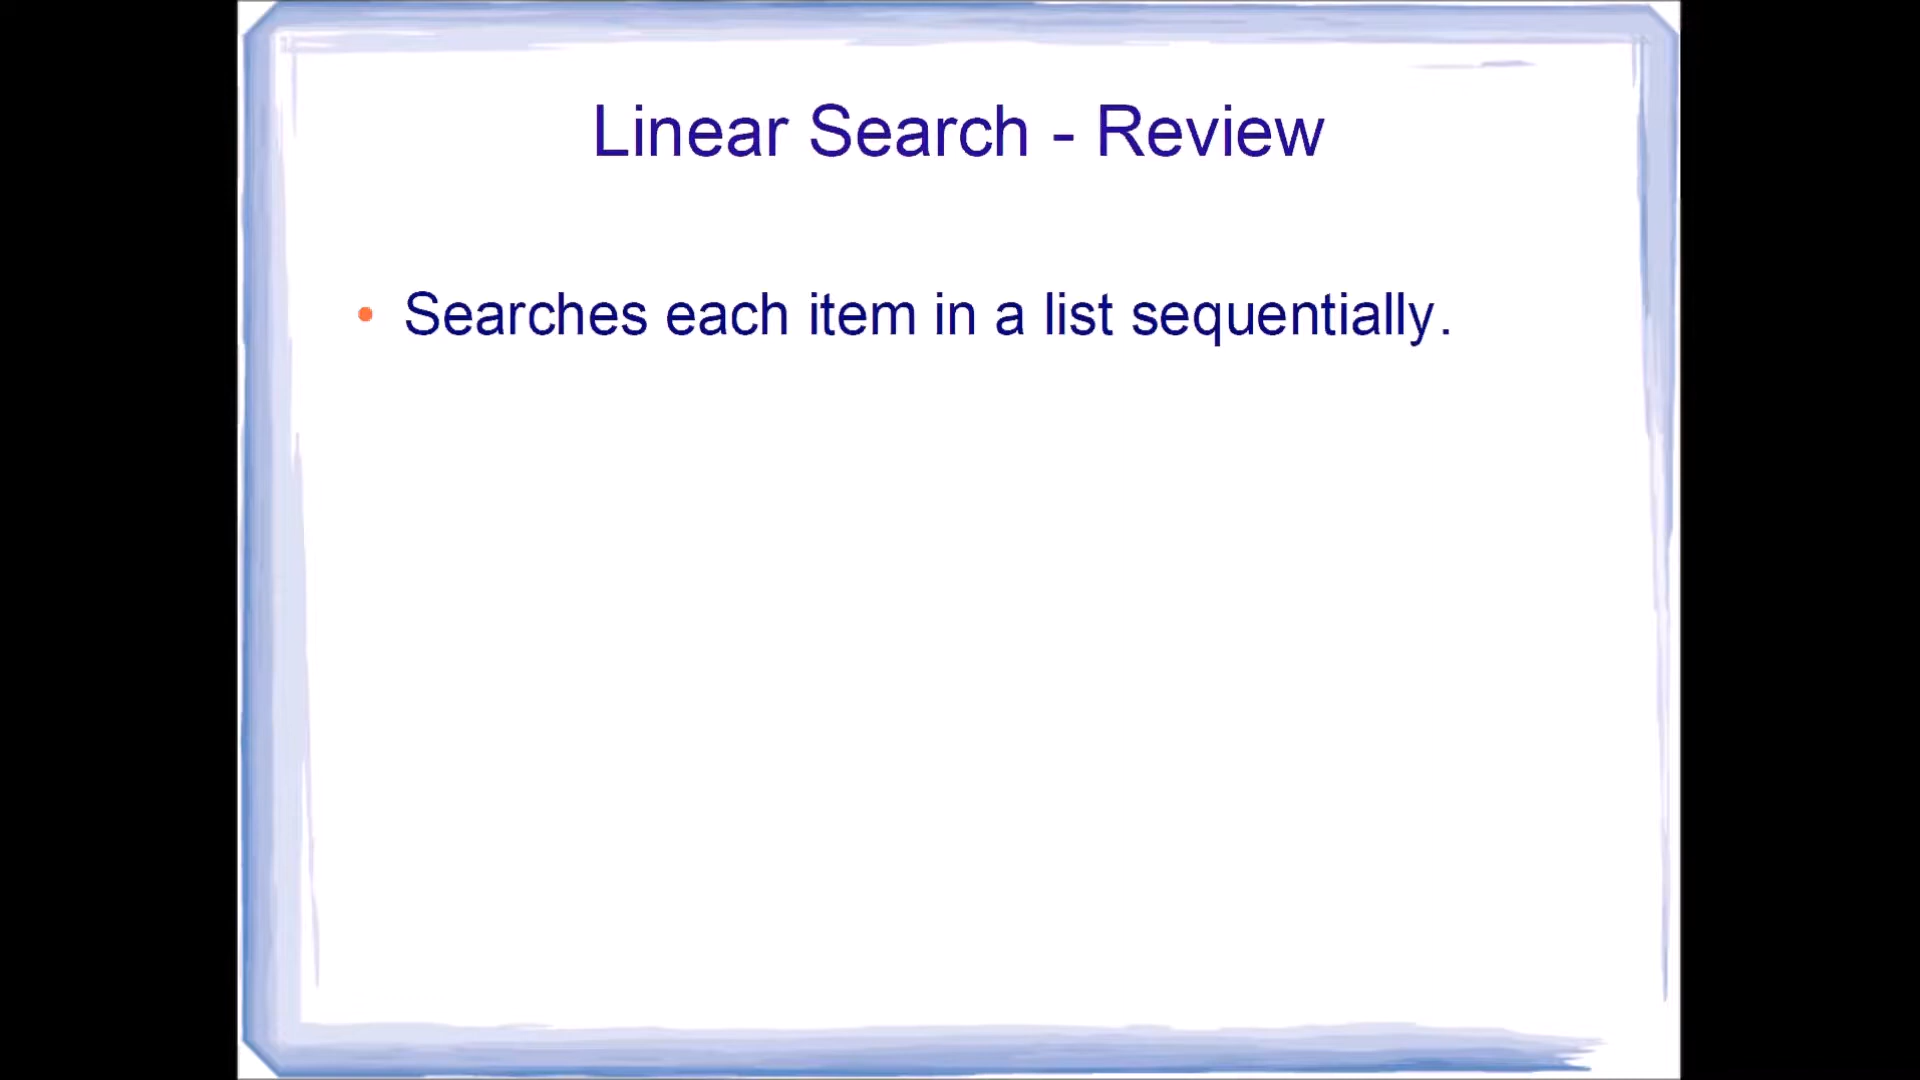 Linear Search - Review
• Searches each item in a list sequentially.